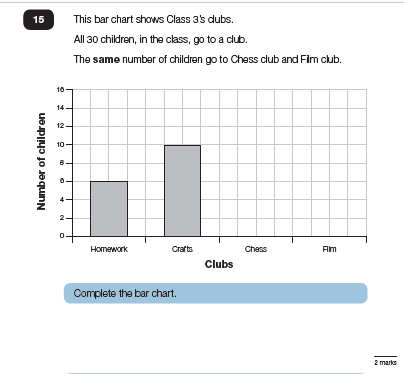 15
This bar chart shows Class 3's clubs.
All 30 children, in the class, go to a club.
The same number of children go to Chess club and Film club.
Number of children
16
14
12
10
8
6
4
2
0
Homework Crafts Chess Film
Clubs
Complete the bar chart.
2 marks